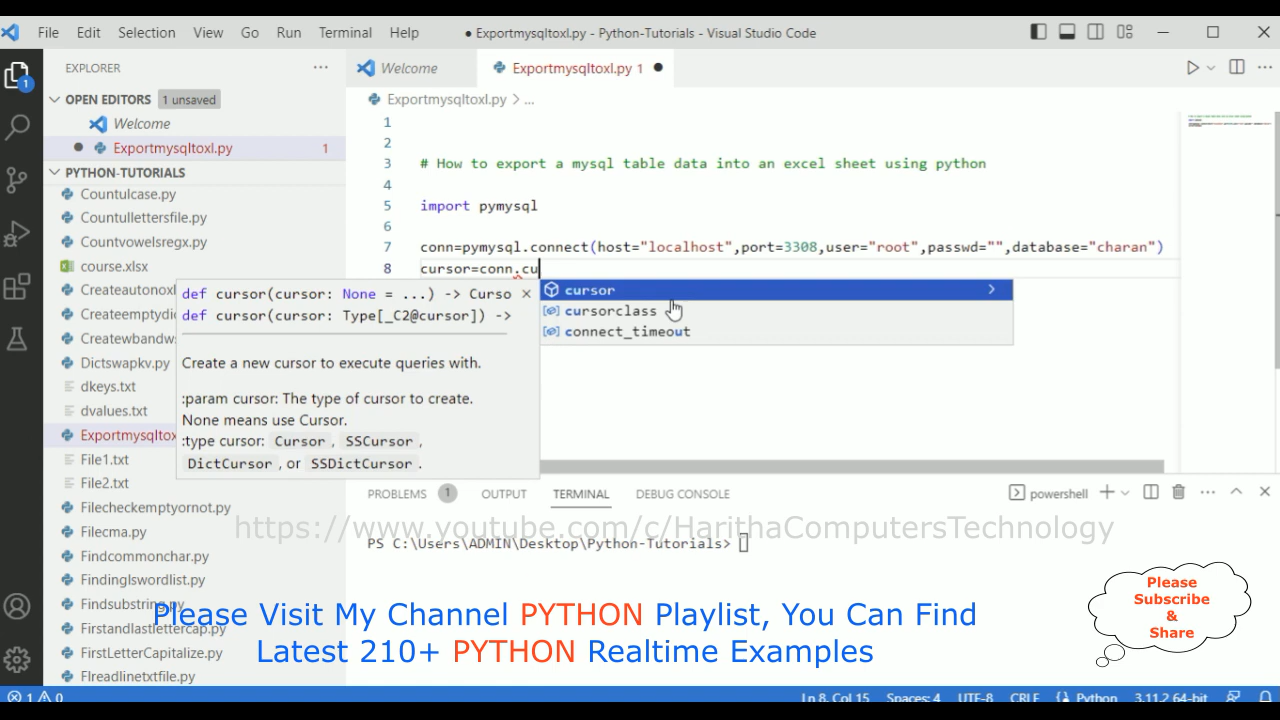 File Edit Selection View Go Run Terminal Help
● Exportmysqltoxl.py - Python-Tutorials - Visual Studio Code
EXPLORER
Welcome
Exportmysqltoxl.py 1
OPEN EDITORS 1 unsaved
Welcome
Exportmysqltoxl.py 1
PYTHON-TUTORIALS
Countulcase.py
Countullettersfile.py
Countvowelsregx.py
course.xlsx
Createautonoxl
Createemptydic
Createwbandw
Dictswapkv.py
dkeys.txt
dvalues.txt
Exportmysqltox
File1.txt
File2.txt
Filecheckemptyornot.py
Filecma.py
Findcommonchar.py
FindingIswordlist.py
Findsubstring.py
Firstandlastlettercap.py
FirstLetterCapitalize.py
Flreadlinetxtfile.py
1
Exportmysqltoxl.py > ...
1
2
3 # How to export a mysql table data into an excel sheet using python
4
5 import pymysql
6
7 conn=pymysql.connect(host="localhost",port=3308,user="root",passwd="",database="charan")
8 cursor=conn.cu
def cursor(cursor: None = ...) -> Curso
def cursor(cursor: Type[_C2@cursor]) ->
Create a new cursor to execute queries with.
:param cursor: The type of cursor to create.
None means use Cursor.
:type cursor: Cursor, SSCursor,
DictCursor, or SSDictCursor.
cursor
cursorclass
connect_timeout
PROBLEMS 1 OUTPUT TERMINAL DEBUG CONSOLE
powershell
https://www.youtube.com/c/HarithaComputersTechnology
PS C:\Users\ADMIN\Desktop\Python-Tutorials>
Please Visit My Channel PYTHON Playlist, You Can Find
Latest 210+ PYTHON Realtime Examples
Please
Subscribe
&
Share
1 0
Ln 8, Col 15 Spaces: 4 UTF-8 CRLF Python 3.11.2 64-bit